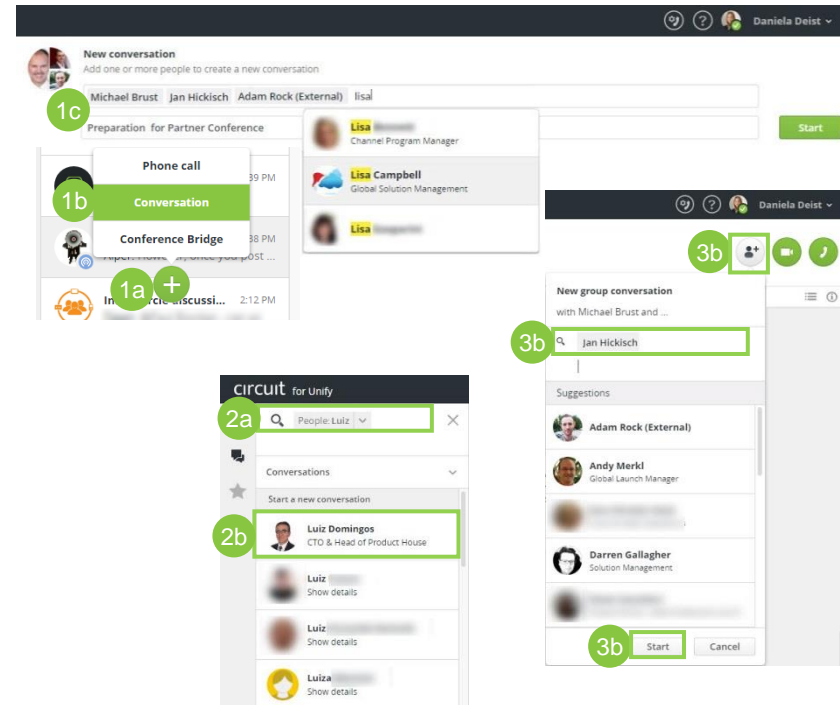 Daniela Deist
New conversation
Add one or more people to create a new conversation
1c
Michael Brust Jan Hickisch Adam Rock (External) lisa
Preparation for Partner Conference
Start
Lisa
Channel Program Manager
Lisa Campbell
Global Solution Management
Lisa
Phone call
39 PM
1b
Conversation
Conference Bridge
38 PM
1a
+
2:12 PM
Daniela Deist
3b
New group conversation
with Michael Brust and ...
3b
Jan Hickisch
Suggestions
Adam Rock (External)
Andy Merkl
Global Launch Manager
Darren Gallagher
Solution Management
3b
Start Cancel
circuit for Unify
2a
People: Luiz
Conversations
Start a new conversation
2b
Luiz Domingos
CTO & Head of Product House
Luiz
Show details
Luiz
Show details
Luiza
Show details